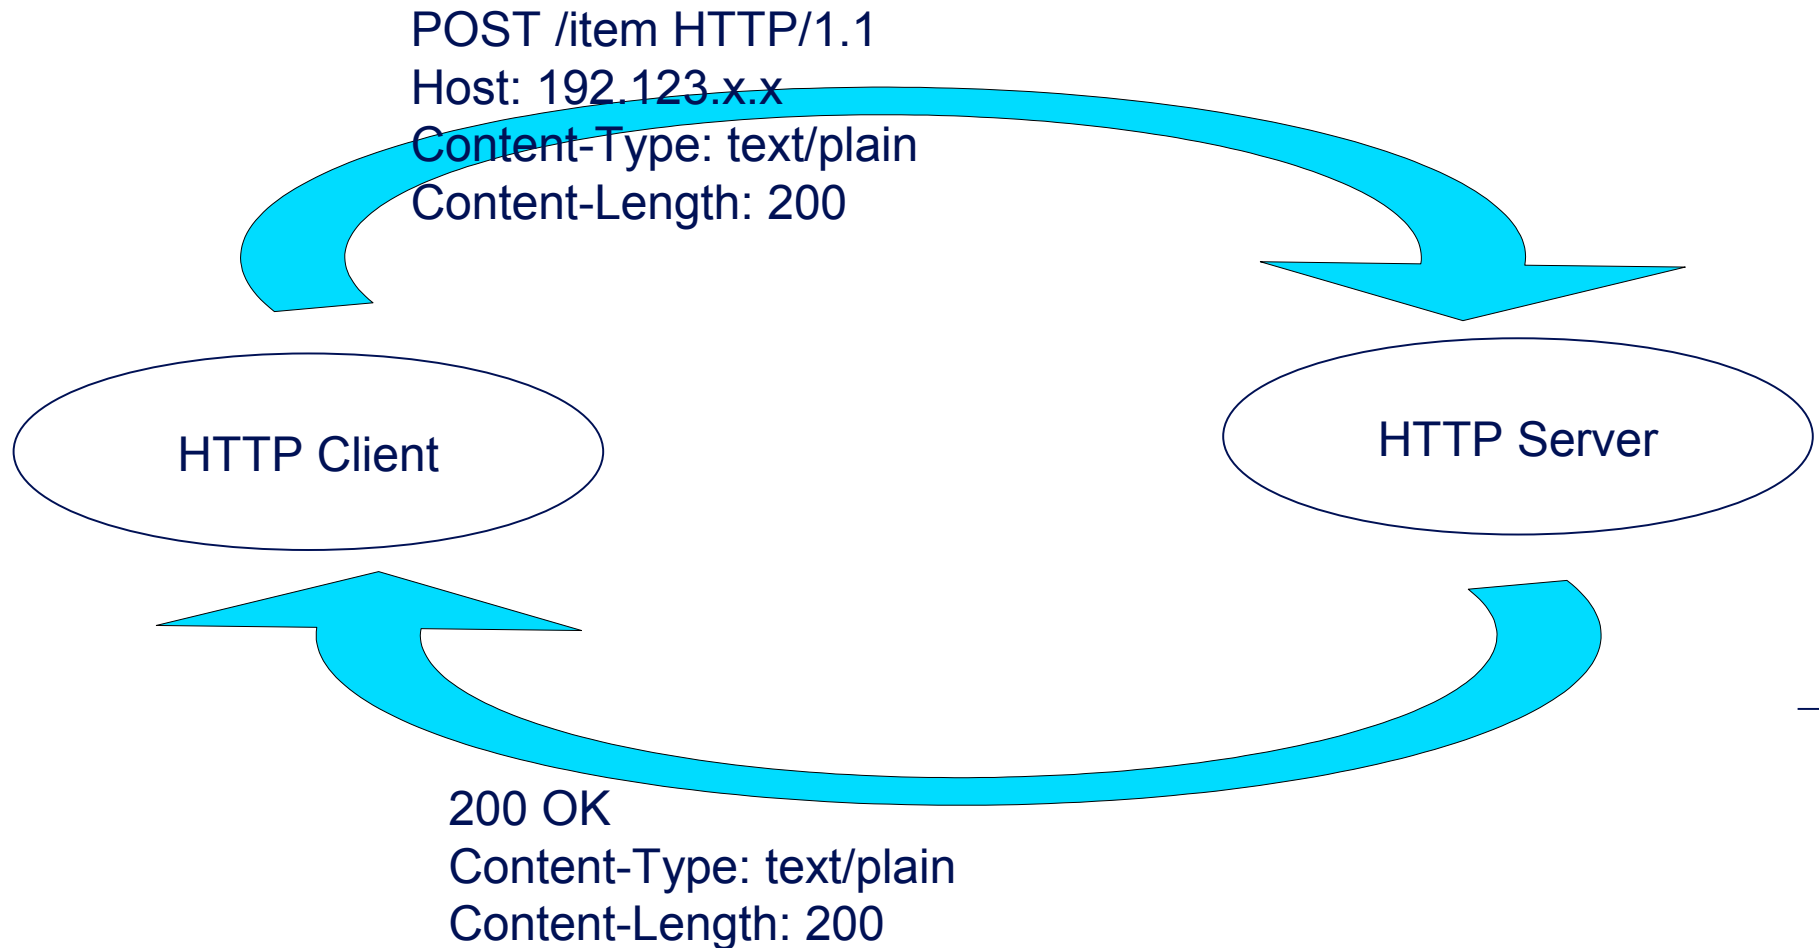 POST /item HTTP/1.1
Host: 192.123.x.x
Content-Type: text/plain
Content-Length: 200
HTTP Client
HTTP Server
200 OK
Content-Type: text/plain
Content-Length: 200